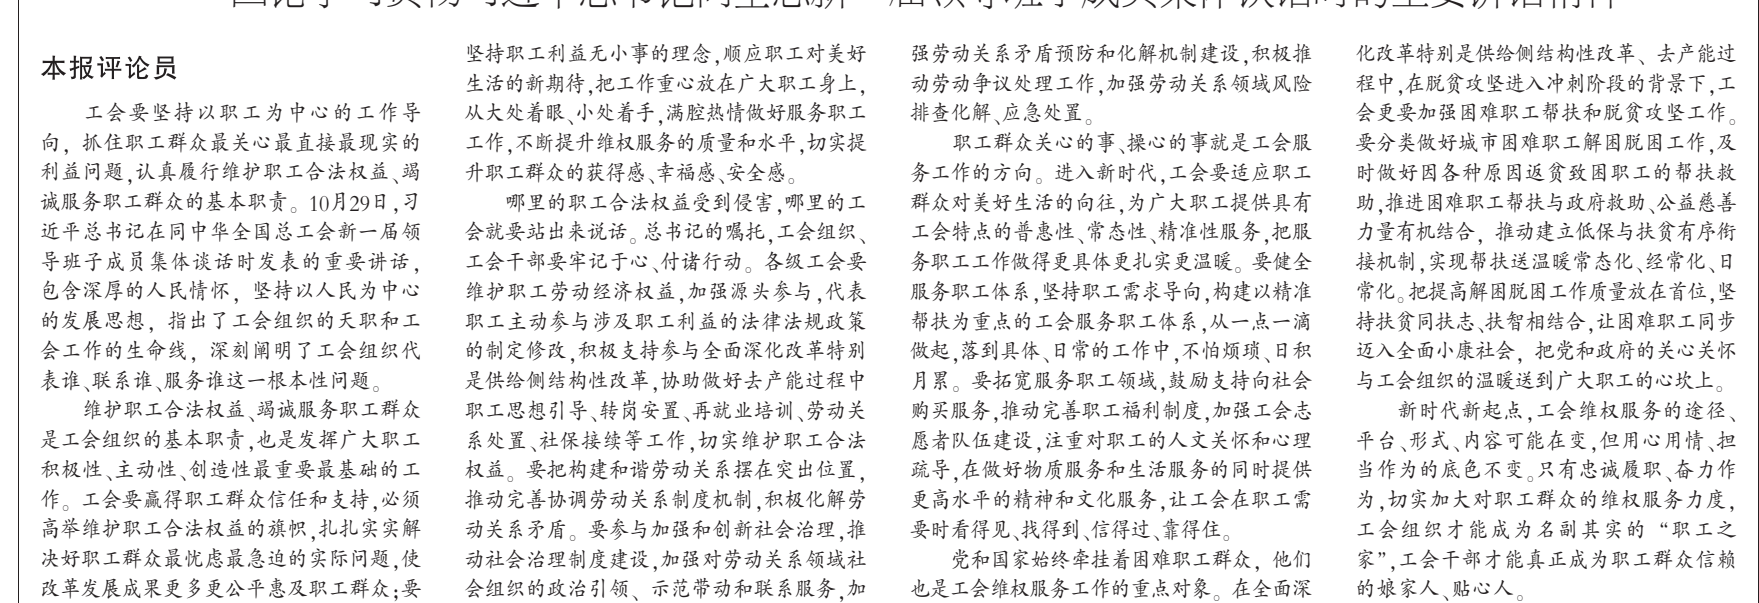 本报评论员
工会要坚持以职工为中心的工作导
向，抓住职工群众最关心最直接最现实的
利益问题,认真履行维护职工合法权益、竭
诚服务职工群众的基本职责。10月29日,习
近平总书记在同中华全国总工会新一届领
导班子成员集体谈话时发表的重要讲话，
包含深厚的人民情怀，坚持以人民为中心
的发展思想，指出了工会组织的天职和工
会工作的生命线，深刻阐明了工会组织代
表谁、联系谁、服务谁这一根本性问题。
维护职工合法权益、竭诚服务职工群众
是工会组织的基本职责,也是发挥广大职工
积极性、主动性、创造性最重要最基础的工
作。工会要赢得职工群众信任和支持,必须
高举维护职工合法权益的旗帜,扎扎实实解
决好职工群众最忧虑最急迫的实际问题,使
改革发展成果更多更公平惠及职工群众;要
坚持职工利益无小事的理念,顺应职工对美好
生活的新期待,把工作重心放在广大职工身上,
从大处着眼、小处着手,满腔热情做好服务职工
工作,不断提升维权服务的质量和水平,切实提
升职工群众的获得感、幸福感、安全感。
哪里的职工合法权益受到侵害,哪里的工
会就要站出来说话。总书记的嘱托,工会组织、
工会干部要牢记于心、付诸行动。各级工会要
维护职工劳动经济权益,加强源头参与,代表
职工主动参与涉及职工利益的法律法规政策
的制定修改,积极支持参与全面深化改革特别
是供给侧结构性改革,协助做好去产能过程中
职工思想引导、转岗安置、再就业培训、劳动关
系处置、社保接续等工作,切实维护职工合法
权益。要把构建和谐劳动关系摆在突出位置,
推动完善协调劳动关系制度机制,积极化解劳
动关系矛盾。要参与加强和创新社会治理,推
动社会治理制度建设,加强对劳动关系领域社
会组织的政治引领、示范带动和联系服务,加
强劳动关系矛盾预防和化解机制建设,积极推
动劳动争议处理工作,加强劳动关系领域风险
排查化解、应急处置。
职工群众关心的事、操心的事就是工会服
务工作的方向。进入新时代,工会要适应职工
群众对美好生活的向往,为广大职工提供具有
工会特点的普惠性、常态性、精准性服务,把服
务职工工作做得更具体更扎实更温暖。要健全
服务职工体系,坚持职工需求导向,构建以精准
帮扶为重点的工会服务职工体系,从一点一滴
做起,落到具体、日常的工作中,不怕烦琐、日积
月累。要拓宽服务职工领域,鼓励支持向社会
购买服务,推动完善职工福利制度,加强工会志
愿者队伍建设,注重对职工的人文关怀和心理
疏导,在做好物质服务和生活服务的同时提供
更高水平的精神和文化服务,让工会在职工需
要时看得见、找得到、信得过、靠得住。
党和国家始终牵挂着困难职工群众，他们
也是工会维权服务工作的重点对象。在全面深
化改革特别是供给侧结构性改革、去产能过
程中,在脱贫攻坚进入冲刺阶段的背景下,工
会更要加强困难职工帮扶和脱贫攻坚工作。
要分类做好城市困难职工解困脱困工作,及
时做好因各种原因返贫致困职工的帮扶救
助,推进困难职工帮扶与政府救助、公益慈善
力量有机结合，推动建立低保与扶贫有序衔
接机制,实现帮扶送温暖常态化、经常化、日
常化。把提高解困脱困工作质量放在首位,坚
持扶贫同扶志、扶智相结合,让困难职工同步
迈入全面小康社会，把党和政府的关心关怀
与工会组织的温暖送到广大职工的心坎上。
新时代新起点,工会维权服务的途径、
平台、形式、内容可能在变,但用心用情、担
当作为的底色不变。只有忠诚履职、奋力作
为,切实加大对职工群众的维权服务力度,
工会组织才能成为名副其实的“职工之
家”,工会干部才能真正成为职工群众信赖
的娘家人、贴心人。